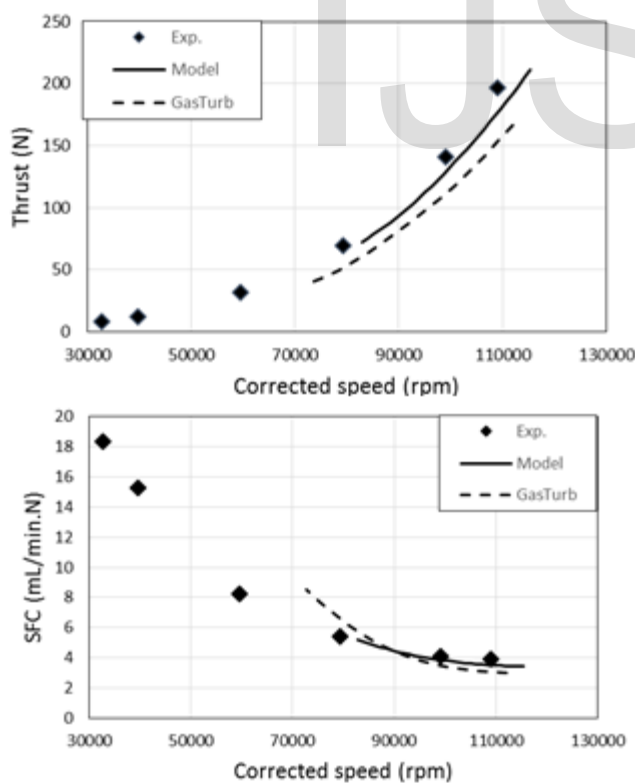 IJS
250
200
150
100
50
0
Thrust (N)
Exp.
Model
GasTurb
30000 50000 70000 90000 110000 130000
Corrected speed (rpm)
20
18
16
14
12
10
8
6
4
2
0
SFC (mL/min.N)
Exp.
Model
GasTurb
30000 50000 70000 90000 110000 130000
Corrected speed (rpm)